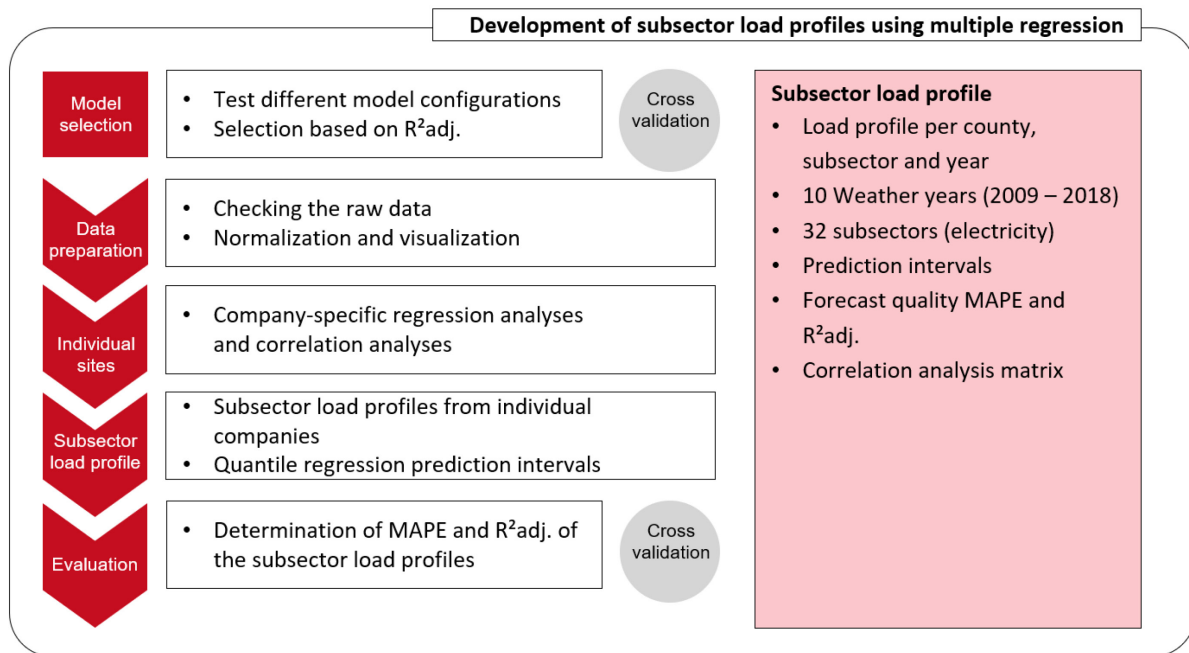 Development of subsector load profiles using multiple regression
Model
selection
• Test different model configurations
• Selection based on R²adj.
Cross
validation
Data
preparation
• Checking the raw data
• Normalization and visualization
Individual
sites
• Company-specific regression analyses
and correlation analyses
Subsector
load profile
• Subsector load profiles from individual
companies
• Quantile regression prediction intervals
Evaluation
• Determination of MAPE and R²adj. of
the subsector load profiles
Cross
validation
Subsector load profile
• Load profile per county,
subsector and year
• 10 Weather years (2009 – 2018)
• 32 subsectors (electricity)
• Prediction intervals
• Forecast quality MAPE and
R²adj.
• Correlation analysis matrix